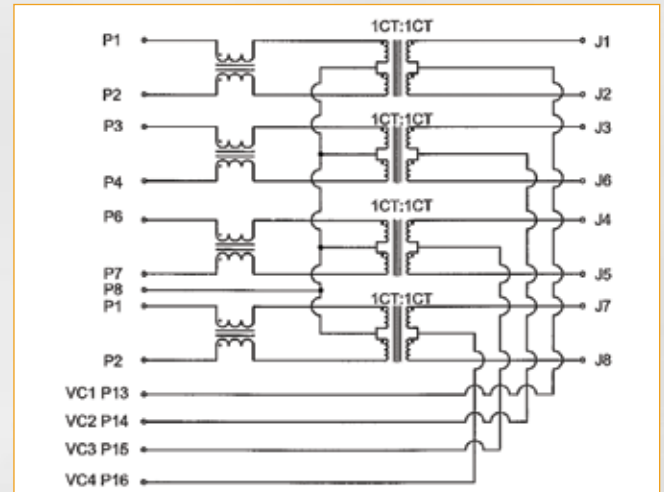 1CT:1CT
P1 J1
P2 J2
1CT:1CT
P3 J3
P4 J6
1CT:1CT
P6 J4
P7 J5
P8
1CT:1CT
P1 J7
P2 J8
VC1 P13
VC2 P14
VC3 P15
VC4 P16